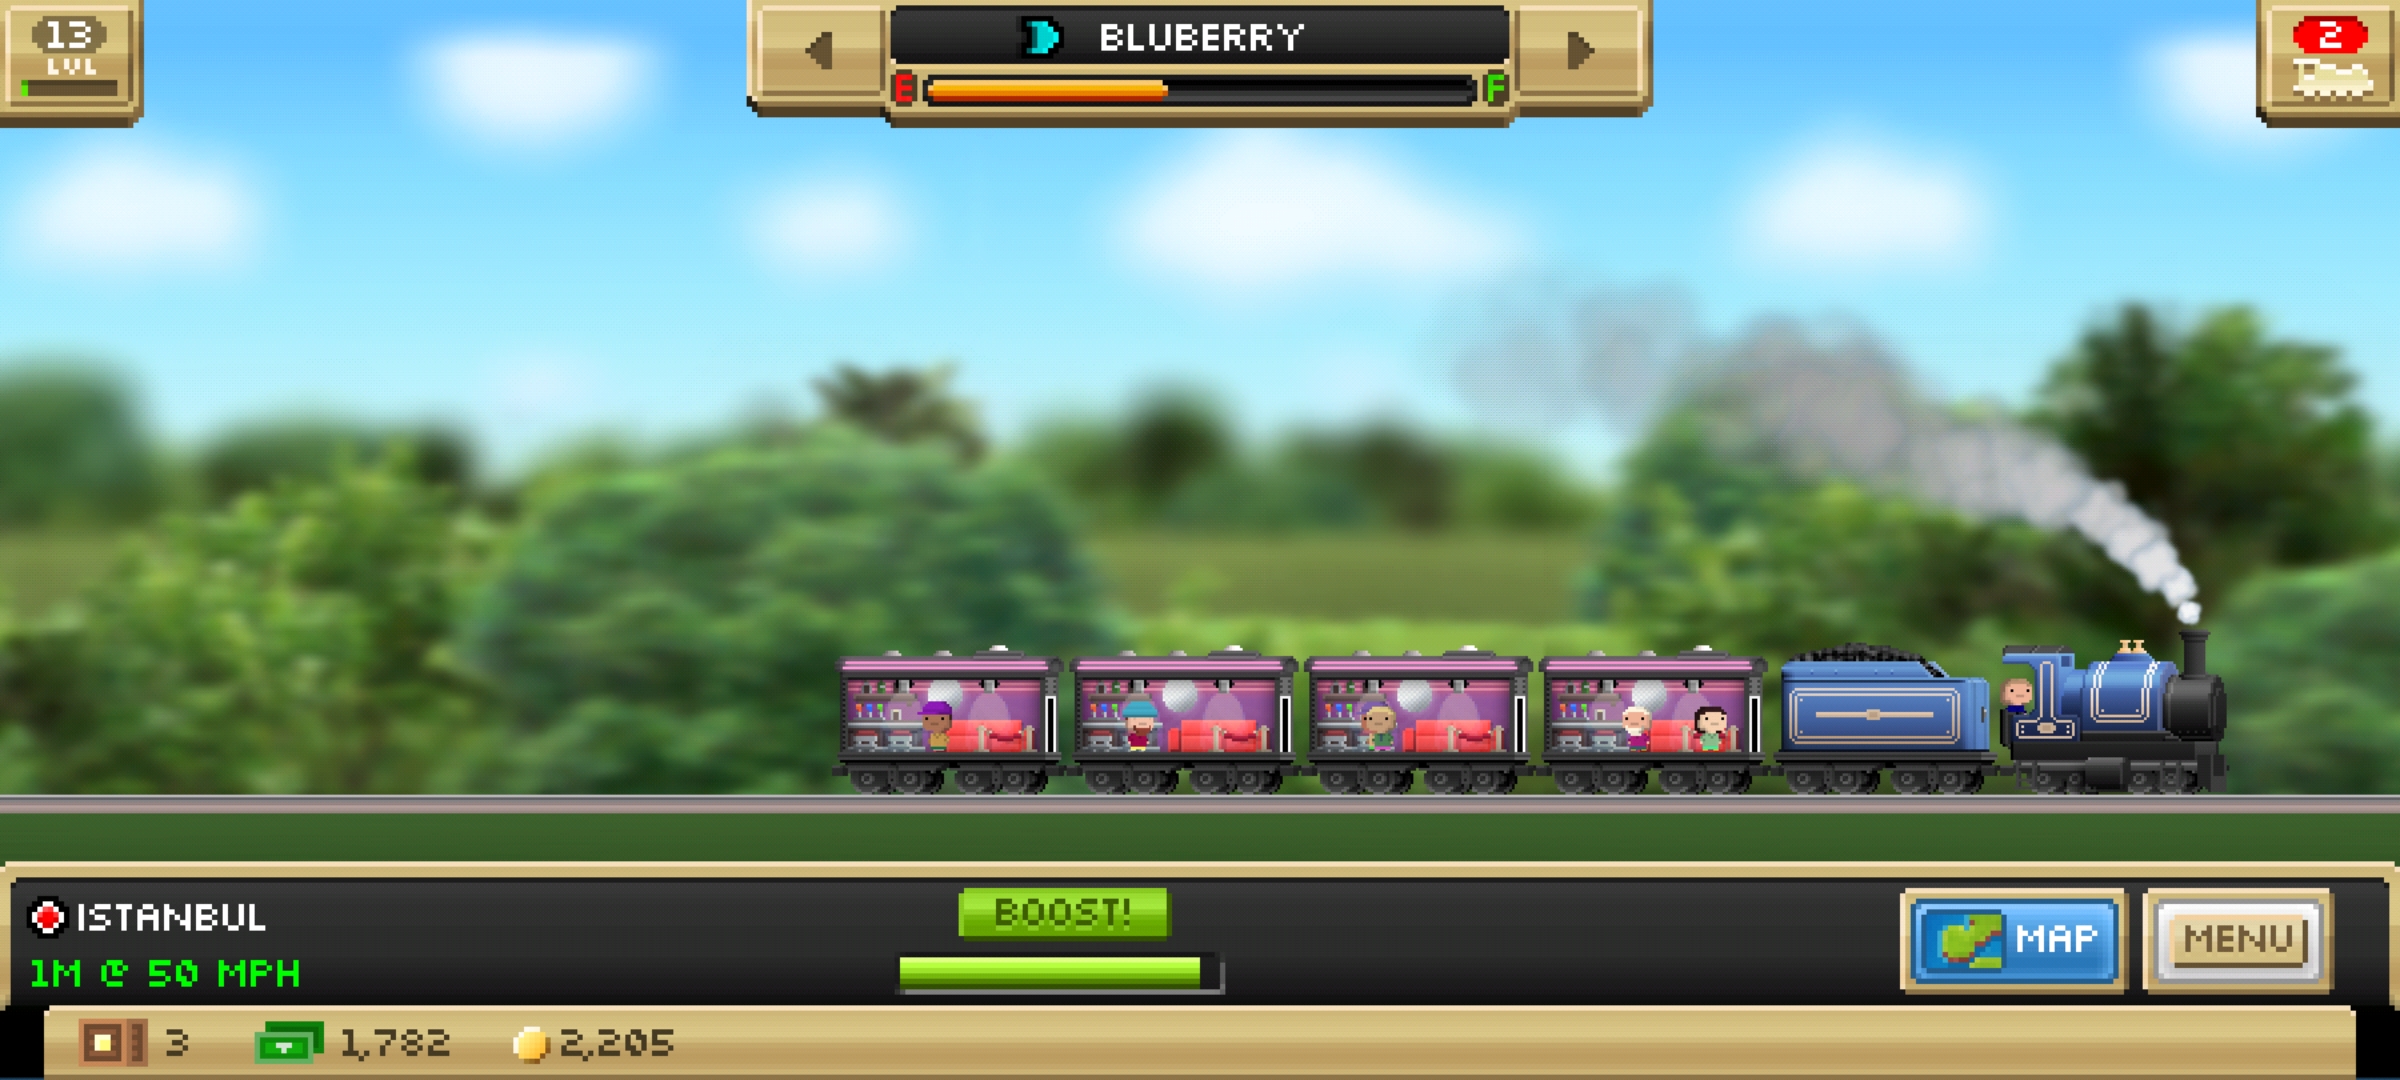 13
LVL
BLUBERRY
E F
2
ISTANBUL
1M @ 50 MPH
BOOST!
MAP
MENU
3 1,782 2,205